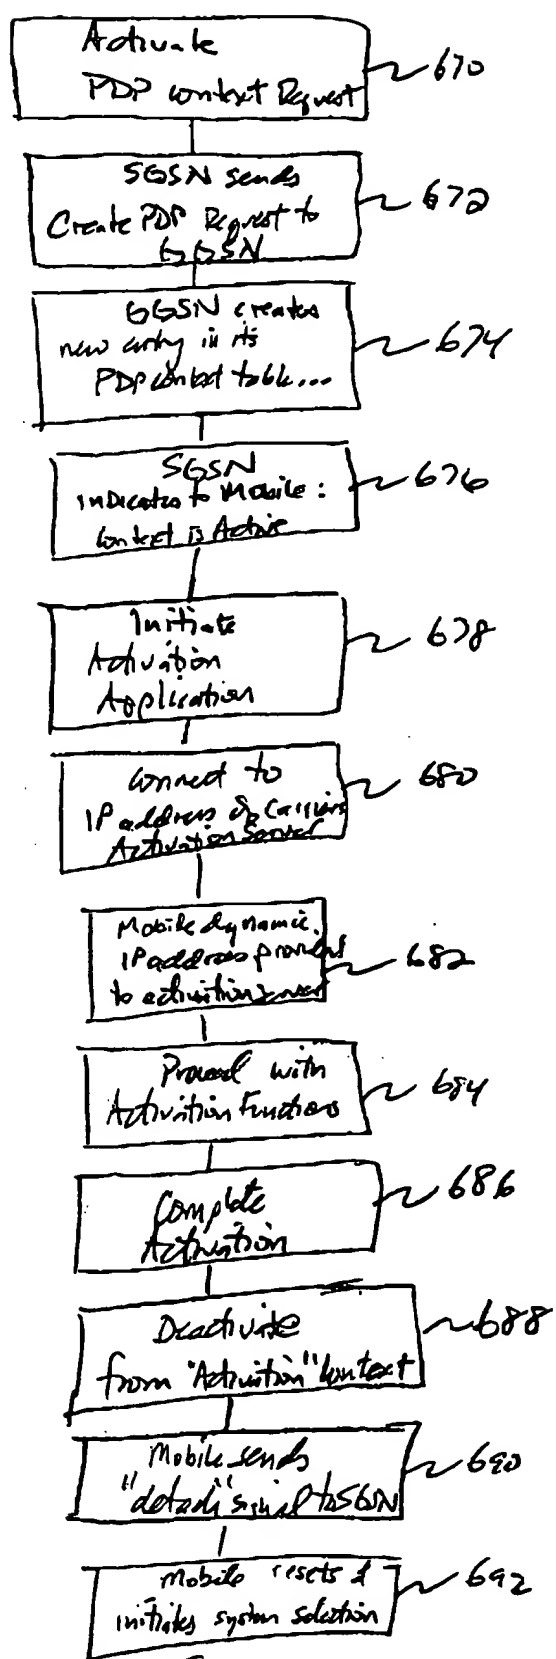 Activate
PDP context Request
670
SGSN sends
Create PDP Request to
GGSN
672
GGSN creates
new entry in its
PDP context table...
674
SGSN
Indicates to Mobile :
Context is Active
676
Initiate
Activation
Application
678
Connect to
IP address of Carriers
Activation Server
680
Mobile dynamic
IP address provided
to activation server
682
Proceed with
Activation Functions
684
Complete
Activation
686
Deactivate
from "Activation" context
688
Mobile sends
"detach" signal to SGSN
690
Mobile resets &
initiates system selection
692